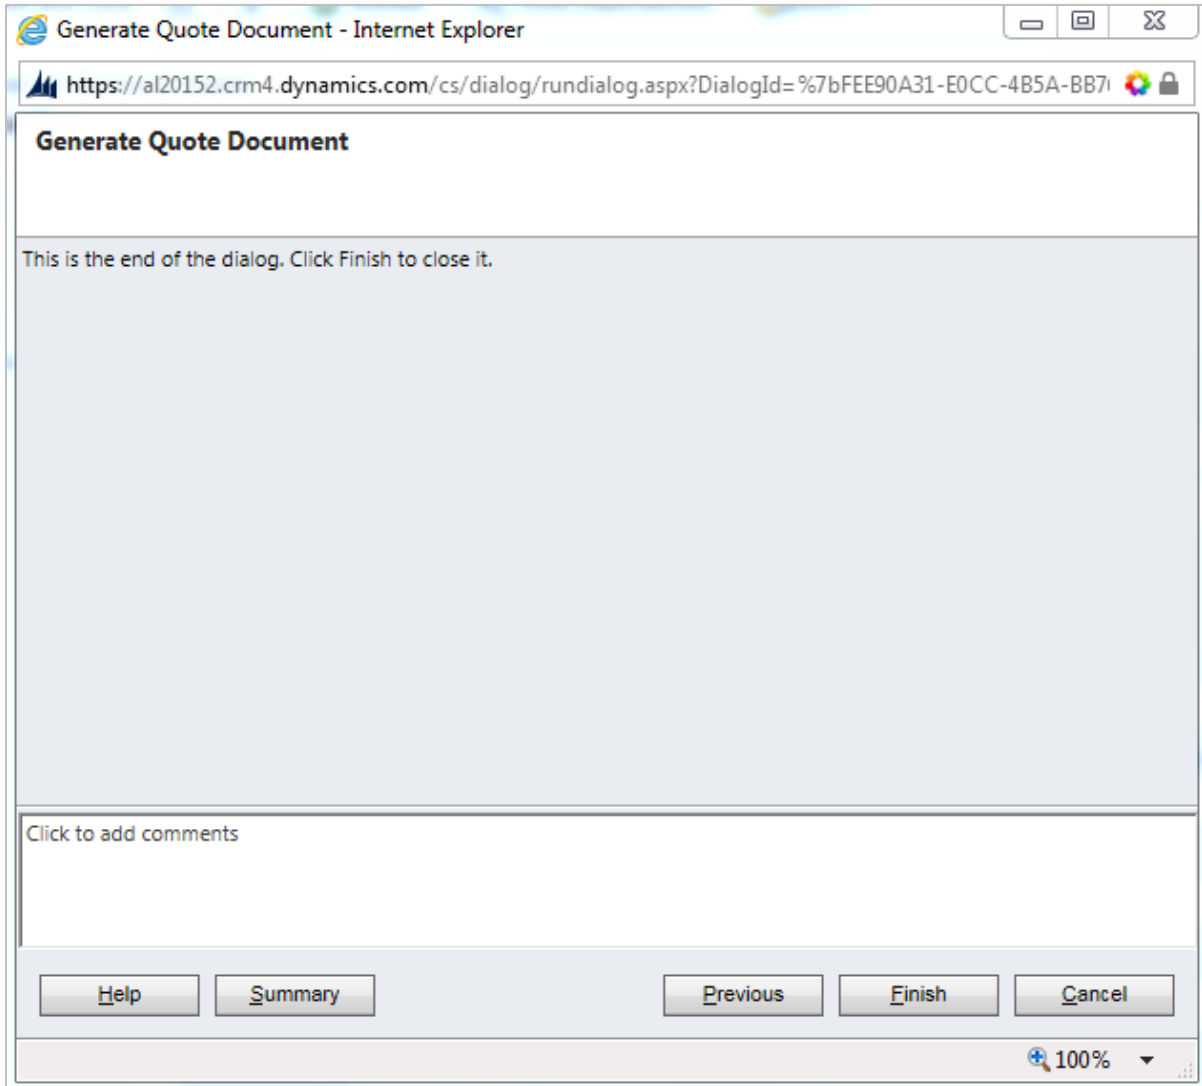 Generate Quote Document - Internet Explorer
https://al20152.crm4.dynamics.com/cs/dialog/rundialog.aspx?DialogId=%7bFEE90A31-E0CC-4B5A-BB7
Generate Quote Document
This is the end of the dialog. Click Finish to close it.
Click to add comments
Help Summary Previous Finish Cancel
100%